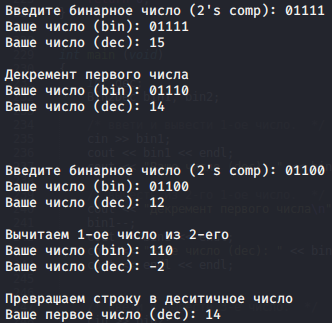 Введите бинарное число (2's comp): 01111
Ваше число (bin): 01111
Ваше число (dec): 15
Декремент первого числа
Ваше число (bin): 01110
Ваше число (dec): 14
Введите бинарное число (2's comp): 01100
Ваше число (bin): 01100
Ваше число (dec): 12
Вычитаем 1-ое число из 2-его
Ваше число (bin): 110
Ваше число (dec): -2
Преврашаем строку в деситичное число
Ваше первое число (dec): 14